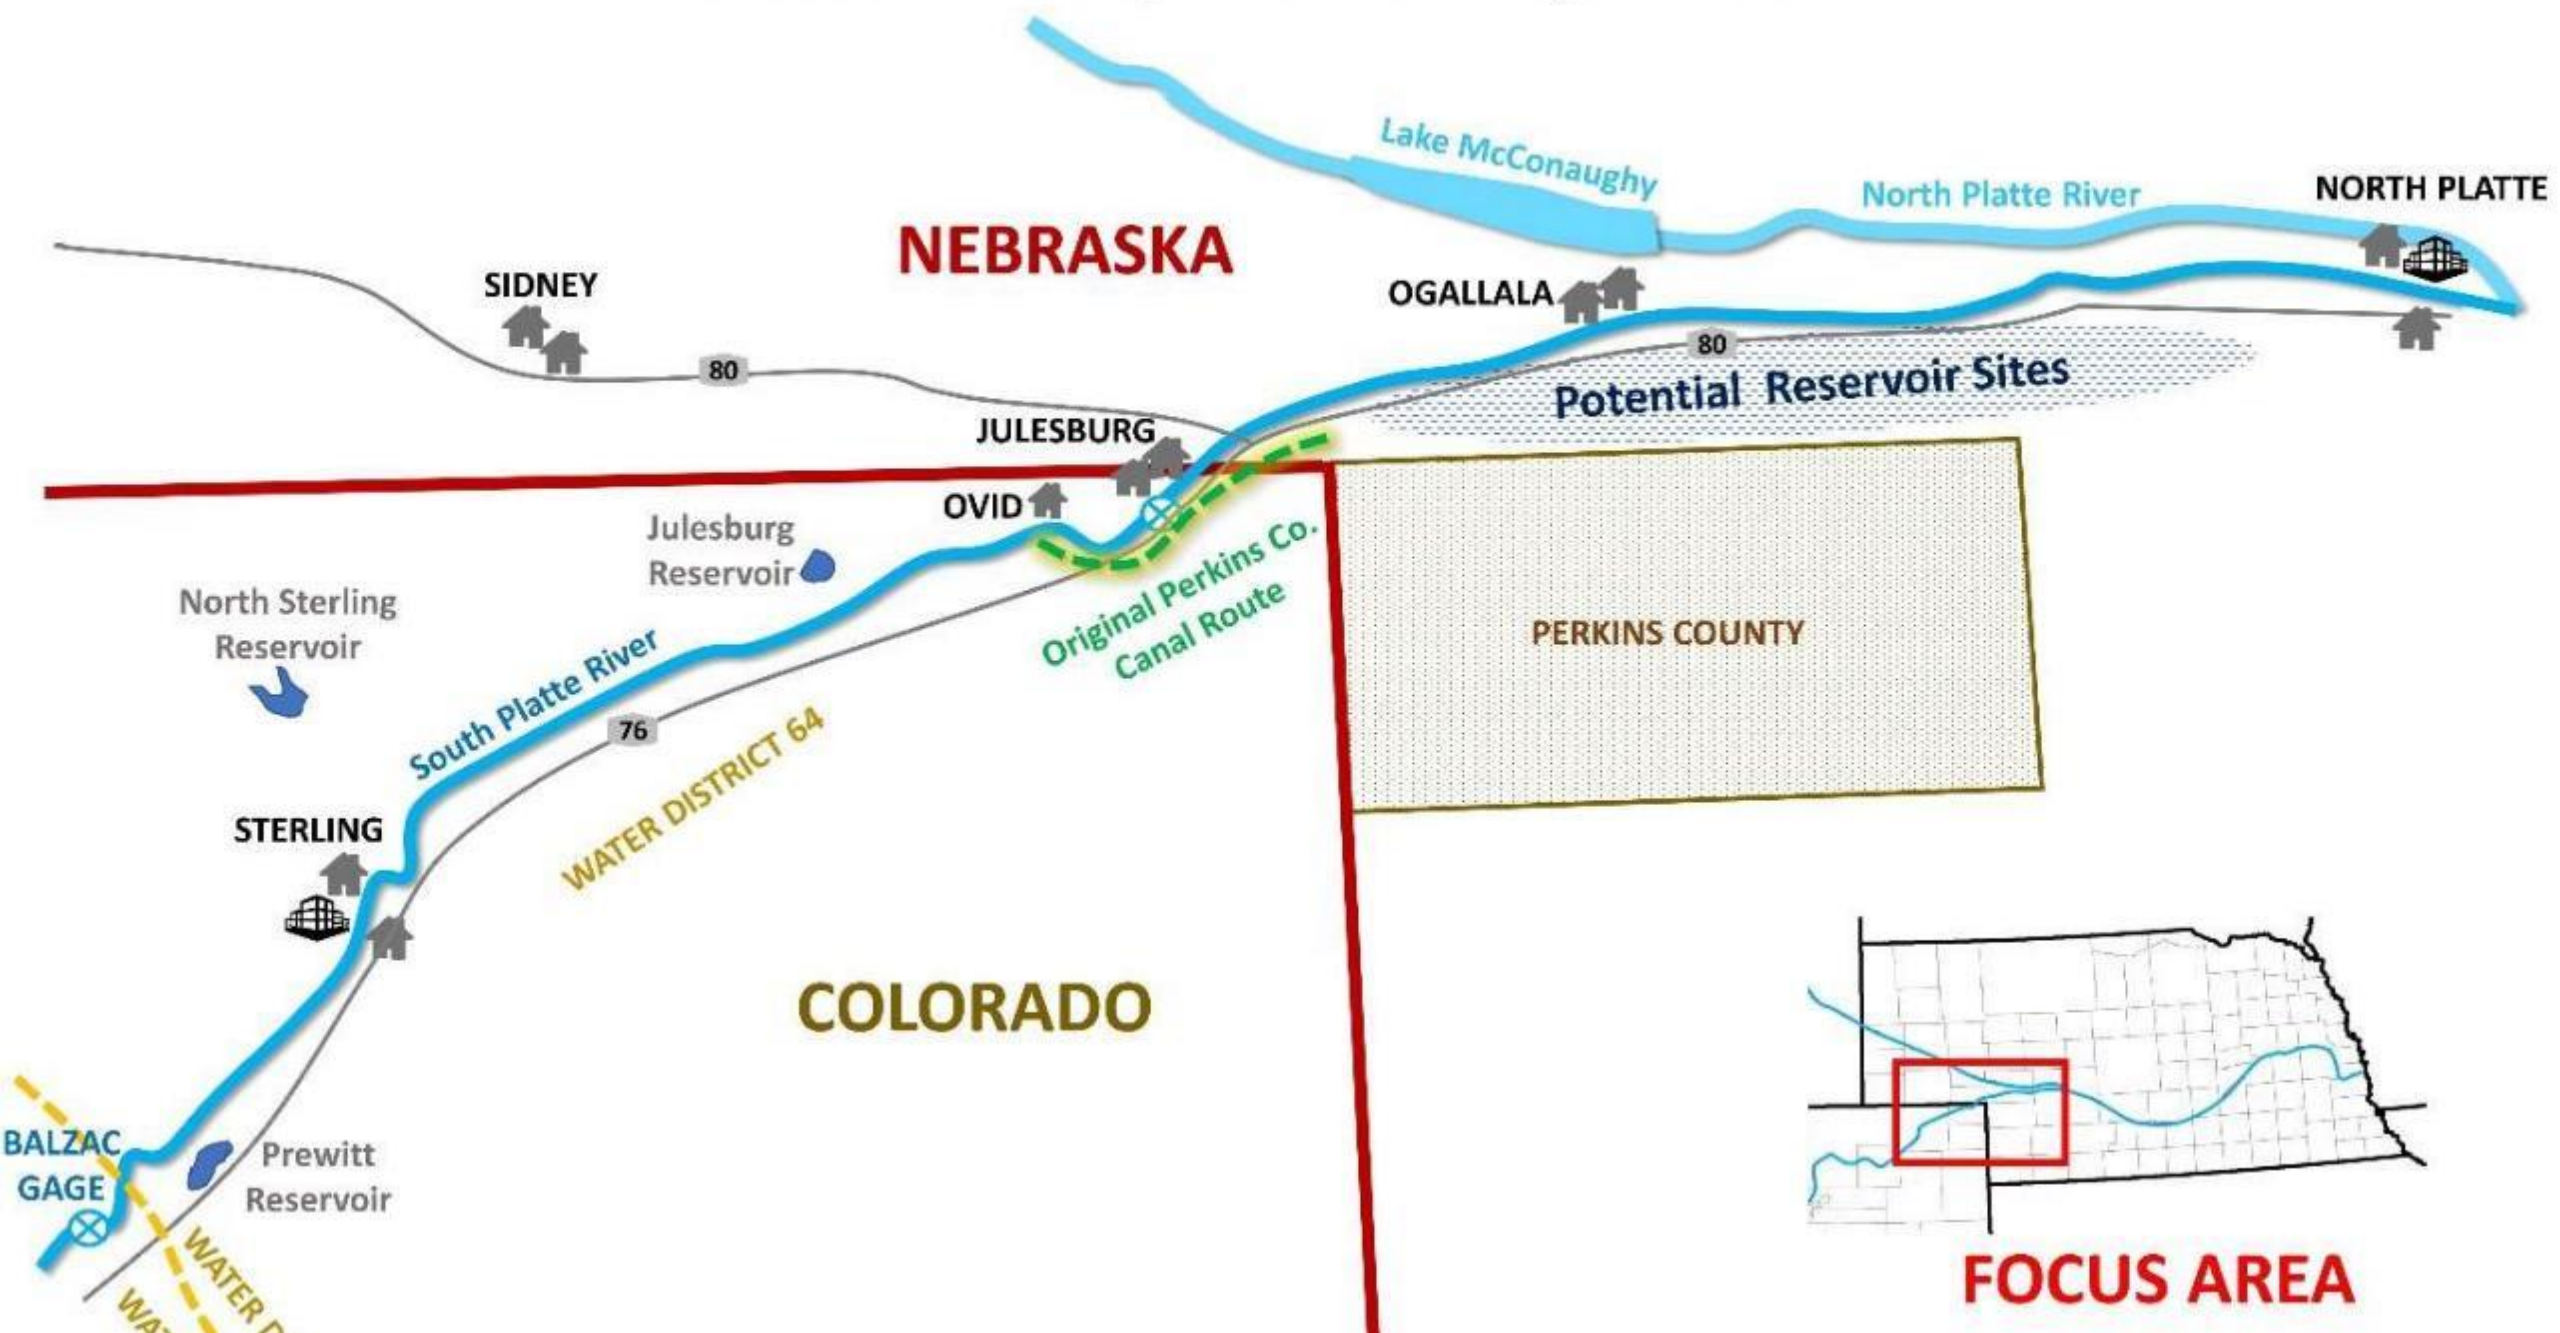 Lake McConaughy
North Platte River
NORTH PLATTE
NEBRASKA
SIDNEY
OGALLALA
80
80
Potential Reservoir Sites
JULESBURG
OVID
Julesburg
Reservoir
Original Perkins Co.
Canal Route
North Sterling
Reservoir
PERKINS COUNTY
South Platte River
76
WATER DISTRICT 64
STERLING
COLORADO
BALZAC
GAGE
Prewitt
Reservoir
WATER
FOCUS AREA